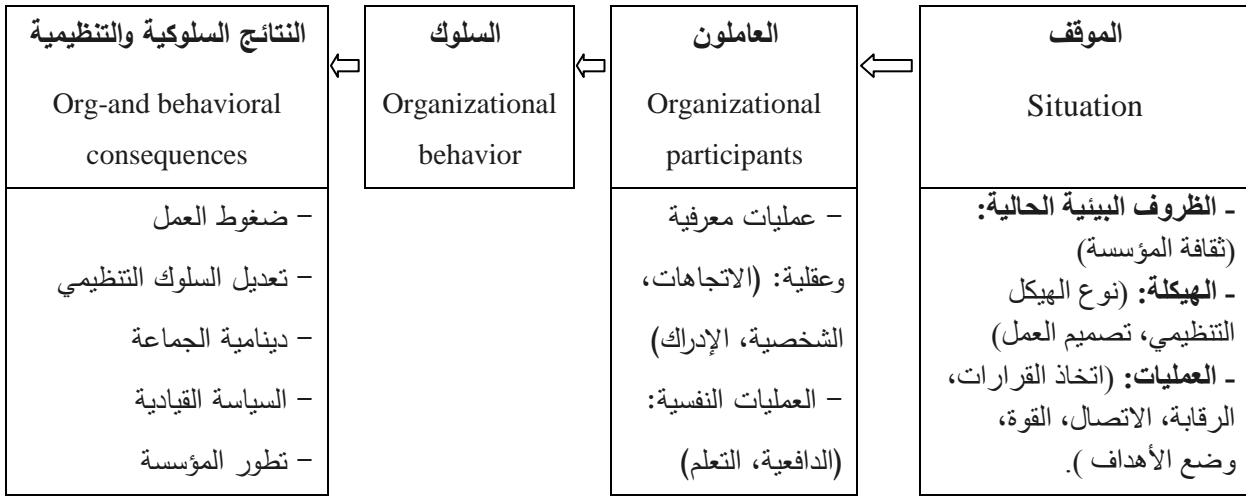 الموقف
Situation
- الظروف البيئية الحالية:
(ثقافة المؤسسة)
- الهيكلة: (نوع الهيكل
التنظيمي، تصميم العمل)
- العمليات: (اتخاذ القرارات،
الرقابة، الاتصال، القوة،
وضع الأهداف ).
العاملون
Organizational
participants
- عمليات معرفية
وعقلية: (الاتجاهات،
الشخصية، الإدراك)
- العمليات النفسية:
(الدافعية، التعلم)
السلوك
Organizational
behavior
النتائج السلوكية والتنظيمية
Org-and behavioral
consequences
- ضغوط العمل
- تعديل السلوك التنظيمي
- دينامية الجماعة
- السياسة القيادية
- تطور المؤسسة